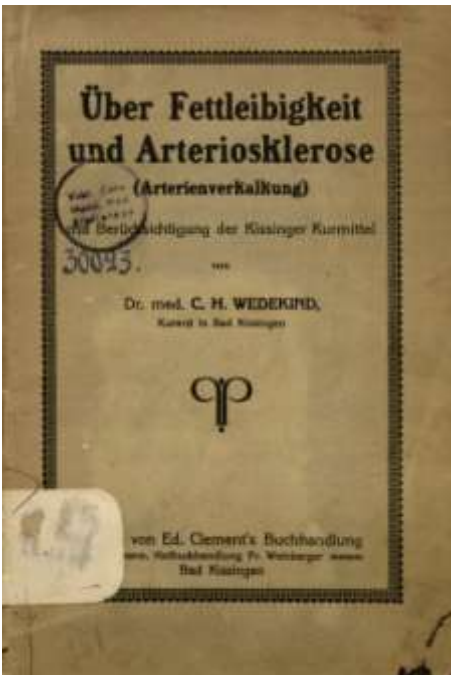 Über Fettleibigkeit
und Arteriosklerose
(Arterienverkalkung)
Berücksichtigung der Kissinger Kurmittel
von
30093.
Dr. med. C. H. WEDEKIND,
Kurarzt in Bad Kissingen
von Ed. Clement's Buchhandlung
Hofbuchhandlung Fr. Weinberger
Bad Kissingen